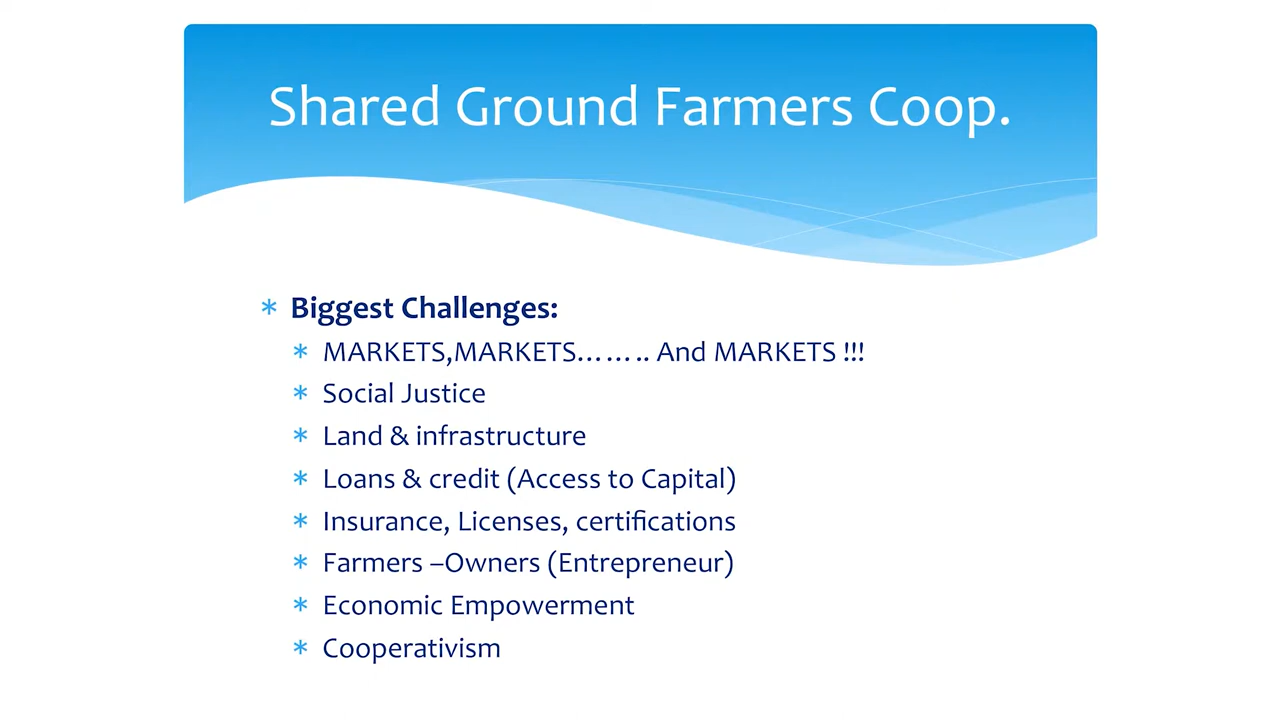 Shared Ground Farmers Coop.
* Biggest Challenges:
* MARKETS,MARKETS…….. And MARKETS !!!
* Social Justice
* Land & infrastructure
* Loans & credit (Access to Capital)
* Insurance, Licenses, certifications
* Farmers –Owners (Entrepreneur)
* Economic Empowerment
* Cooperativism